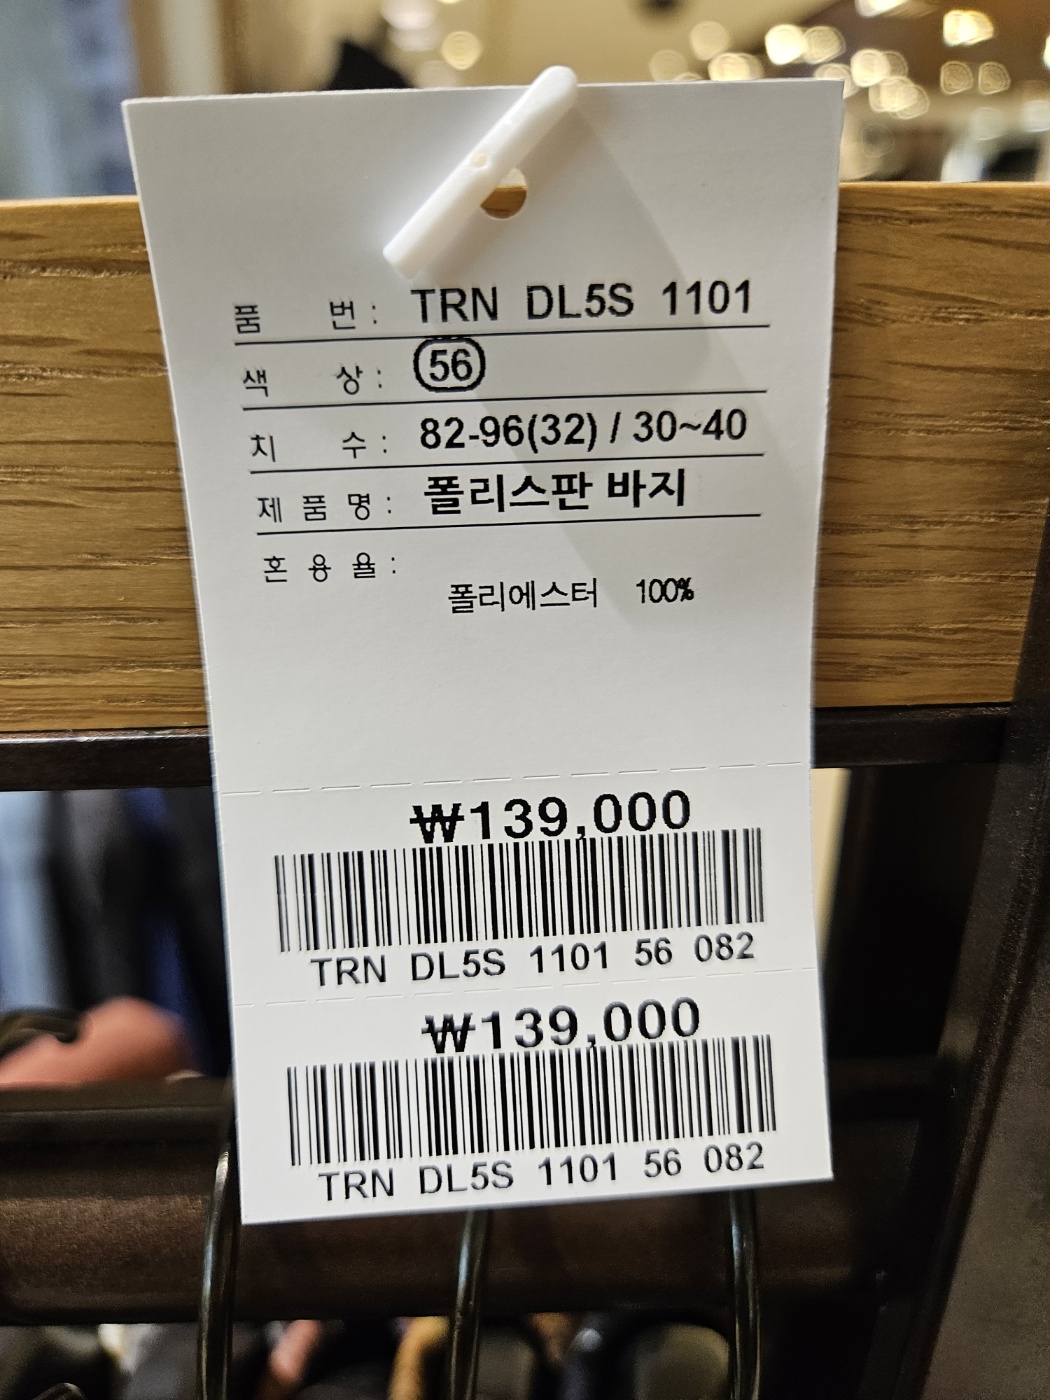 품 번 : TRN DL5S 1101
색 상 : 56
치 수 : 82-96(32) / 30~40
제 품 명 : 폴리스판 바지
혼 용 율 :
폴리에스터 100%
₩139,000
TRN DL5S 1101 56 082
₩139,000
TRN DL5S 1101 56 082